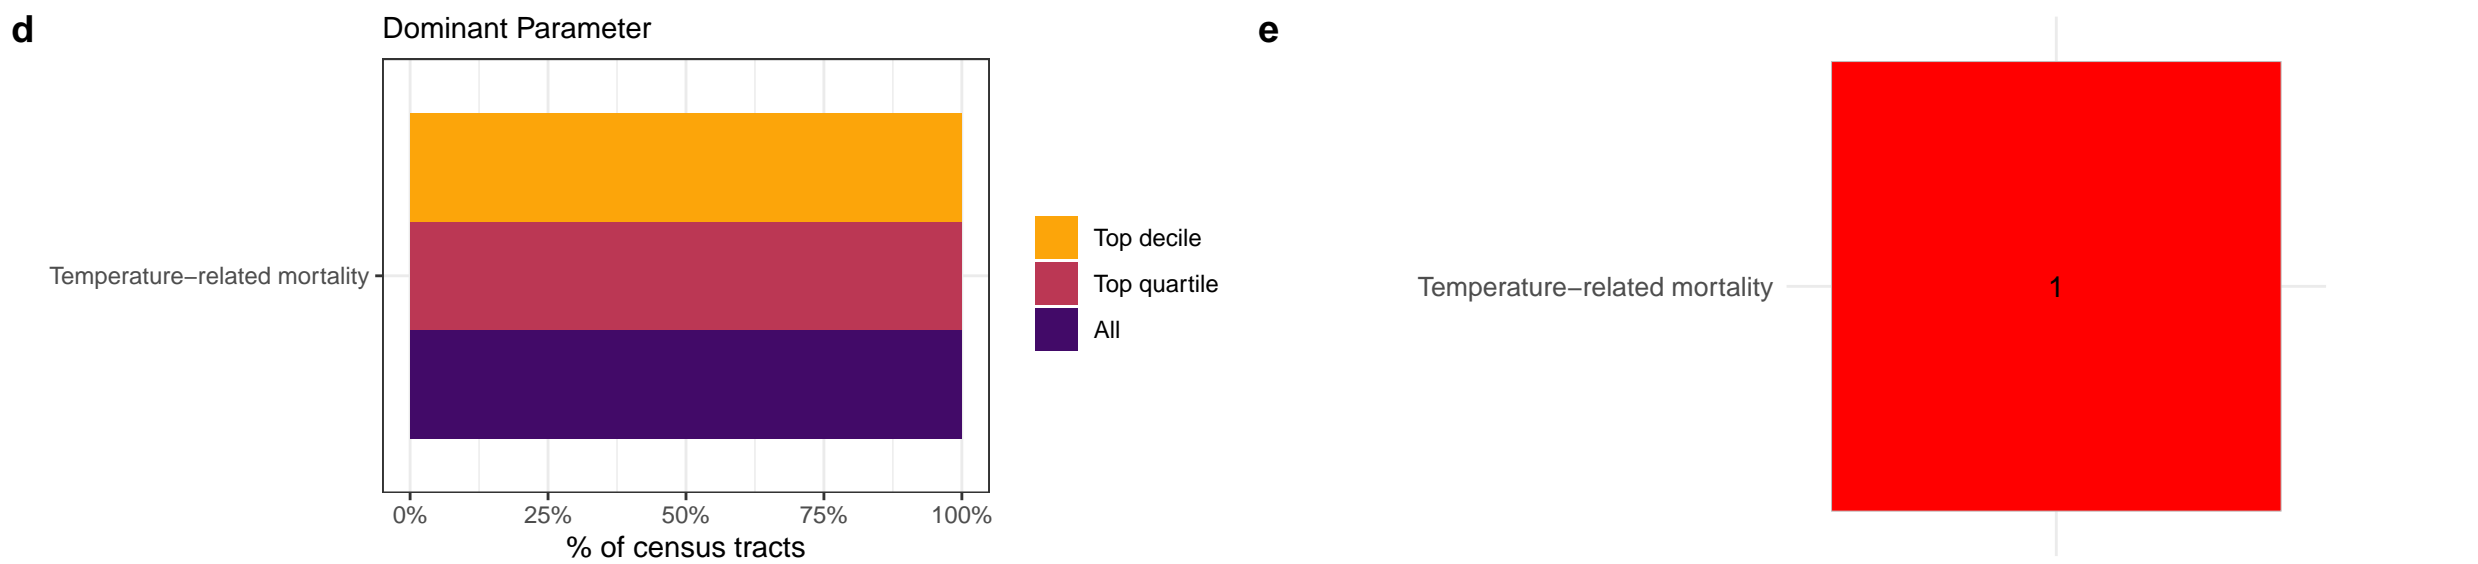 d
Dominant Parameter
Temperature−related mortality
0% 25% 50% 75% 100%
% of census tracts
Top decile
Top quartile
All
e
Temperature−related mortality
1